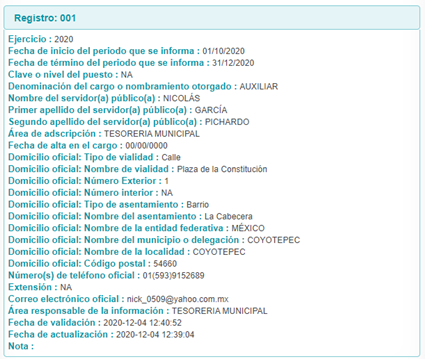 Registro: 001
Ejercicio : 2020
Fecha de inicio del periodo que se informa : 01/10/2020
Fecha de término del periodo que se informa : 31/12/2020
Clave o nivel del puesto : NA
Denominación del cargo o nombramiento otorgado : AUXILIAR
Nombre del servidor(a) público(a) : NICOLÁS
Primer apellido del servidor(a) público(a) : GARCÍA
Segundo apellido del servidor(a) público(a) : PICHARDO
Área de adscripción : TESORERIA MUNICIPAL
Fecha de alta en el cargo : 00/00/0000
Domicilio oficial: Tipo de vialidad : Calle
Domicilio oficial: Nombre de vialidad : Plaza de la Constitución
Domicilio oficial: Número Exterior : 1
Domicilio oficial: Número interior : NA
Domicilio oficial: Tipo de asentamiento : Barrio
Domicilio oficial: Nombre del asentamiento : La Cabecera
Domicilio oficial: Nombre de la entidad federativa : MÉXICO
Domicilio oficial: Nombre del municipio o delegación : COYOTEPEC
Domicilio oficial: Nombre de la localidad : COYOTEPEC
Domicilio oficial: Código postal : 54660
Número(s) de teléfono oficial : 01(593)9152689
Extensión : NA
Correo electrónico oficial : nick_0509@yahoo.com.mx
Área responsable de la información : TESORERIA MUNICIPAL
Fecha de validación : 2020-12-04 12:40:52
Fecha de actualización : 2020-12-04 12:39:04
Nota :